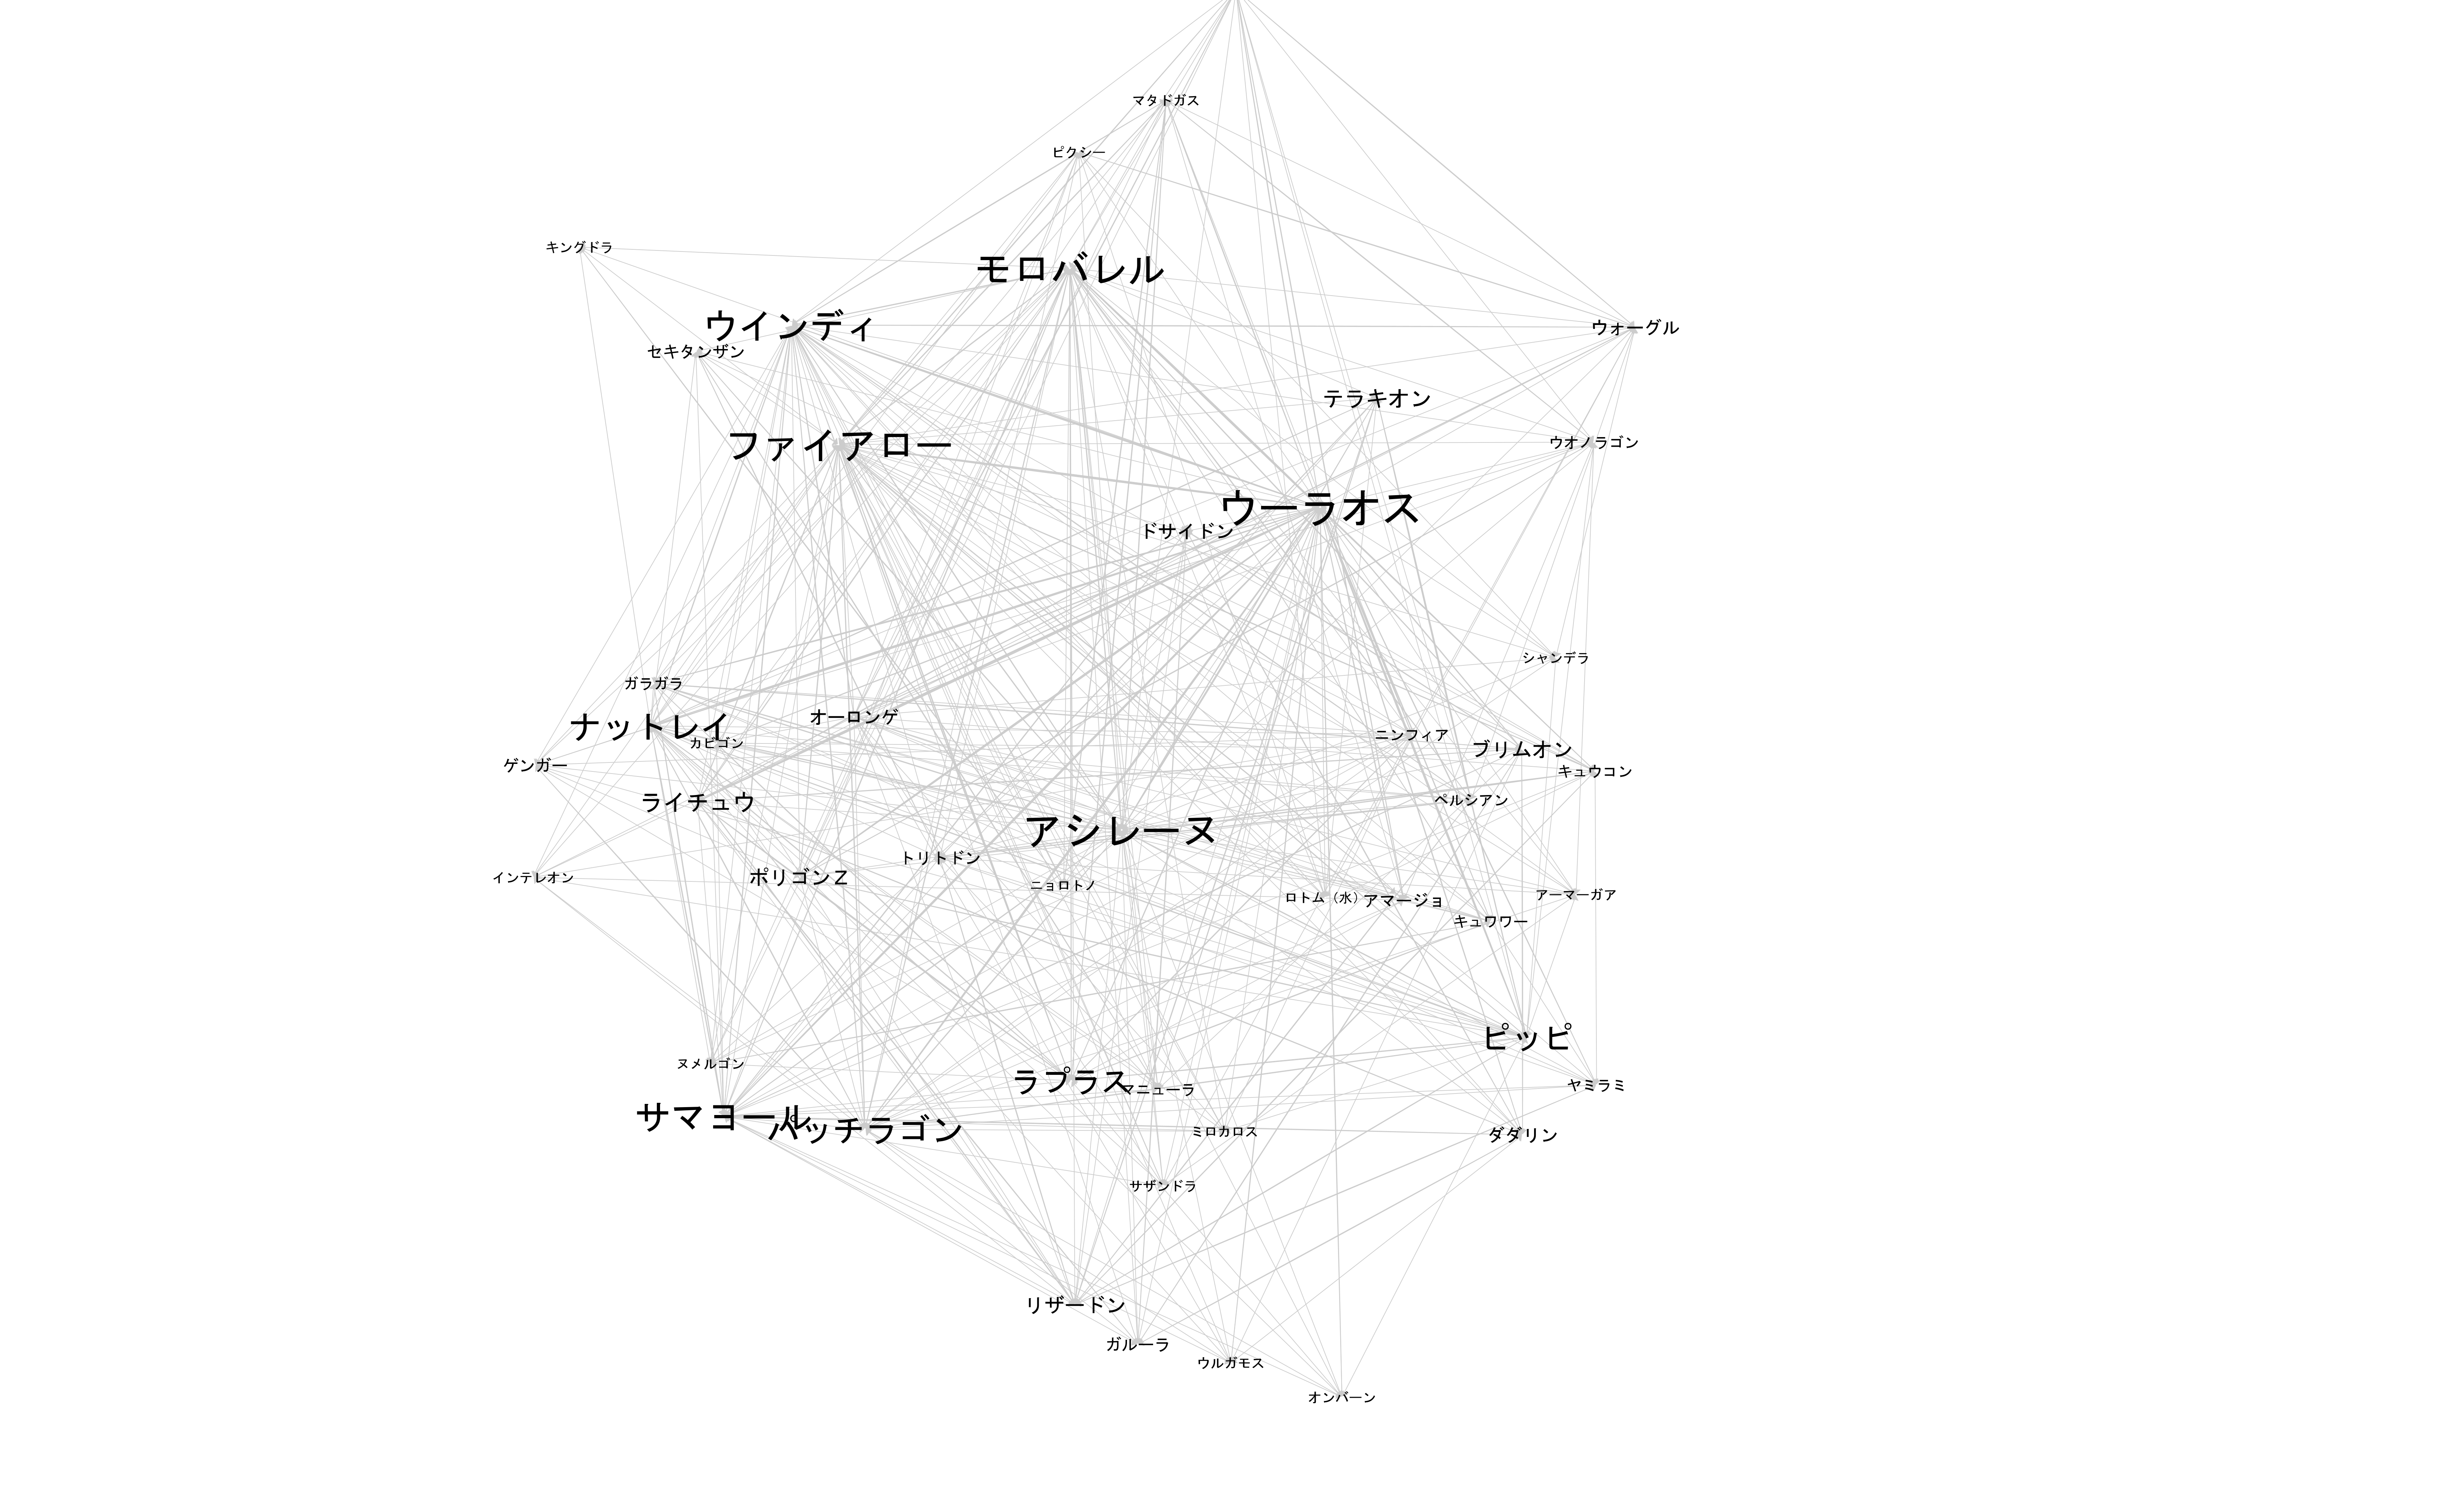 マタドガス
ピクシー
キングドラ
モロバレル
ウインディ
ウォーグル
セキタンザン
テラキオン
ファイアロー
ウオノラゴン
ウーラオス
ドサイドン
シャンデラ
ガラガラ
オーロンゲ
ナットレイ
ニンフィア
カビゴン
ブリムオン
ゲンガー
キュウコン
ライチュウ
ペルシアン
アシレーヌ
トリトドン
ポリゴンZ
インテレオン
ニョロトノ
アーマーガア
ロトム（水）
アマージョ
キュワワー
ピッピ
ヌメルゴン
ラプラス
ヤミラミ
マニューラ
サマヨール
パッチラゴン
ミロカロス
ダダリン
サザンドラ
リザードン
ガルーラ
ウルガモス
オンバーン